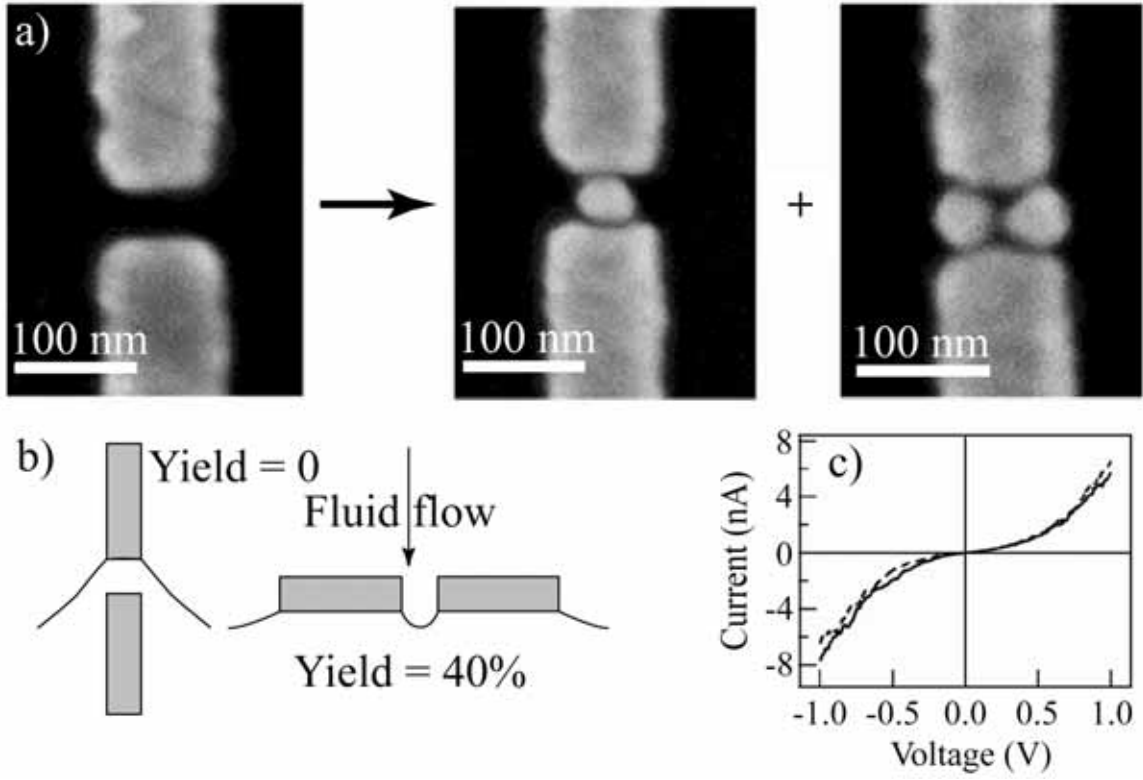 a)
100 nm
100 nm
+
100 nm
b)
Yield = 0
Fluid flow
Yield = 40%
c)
Current (nA)
8
4
0
-4
-8
-1.0 -0.5 0.0 0.5 1.0
Voltage (V)